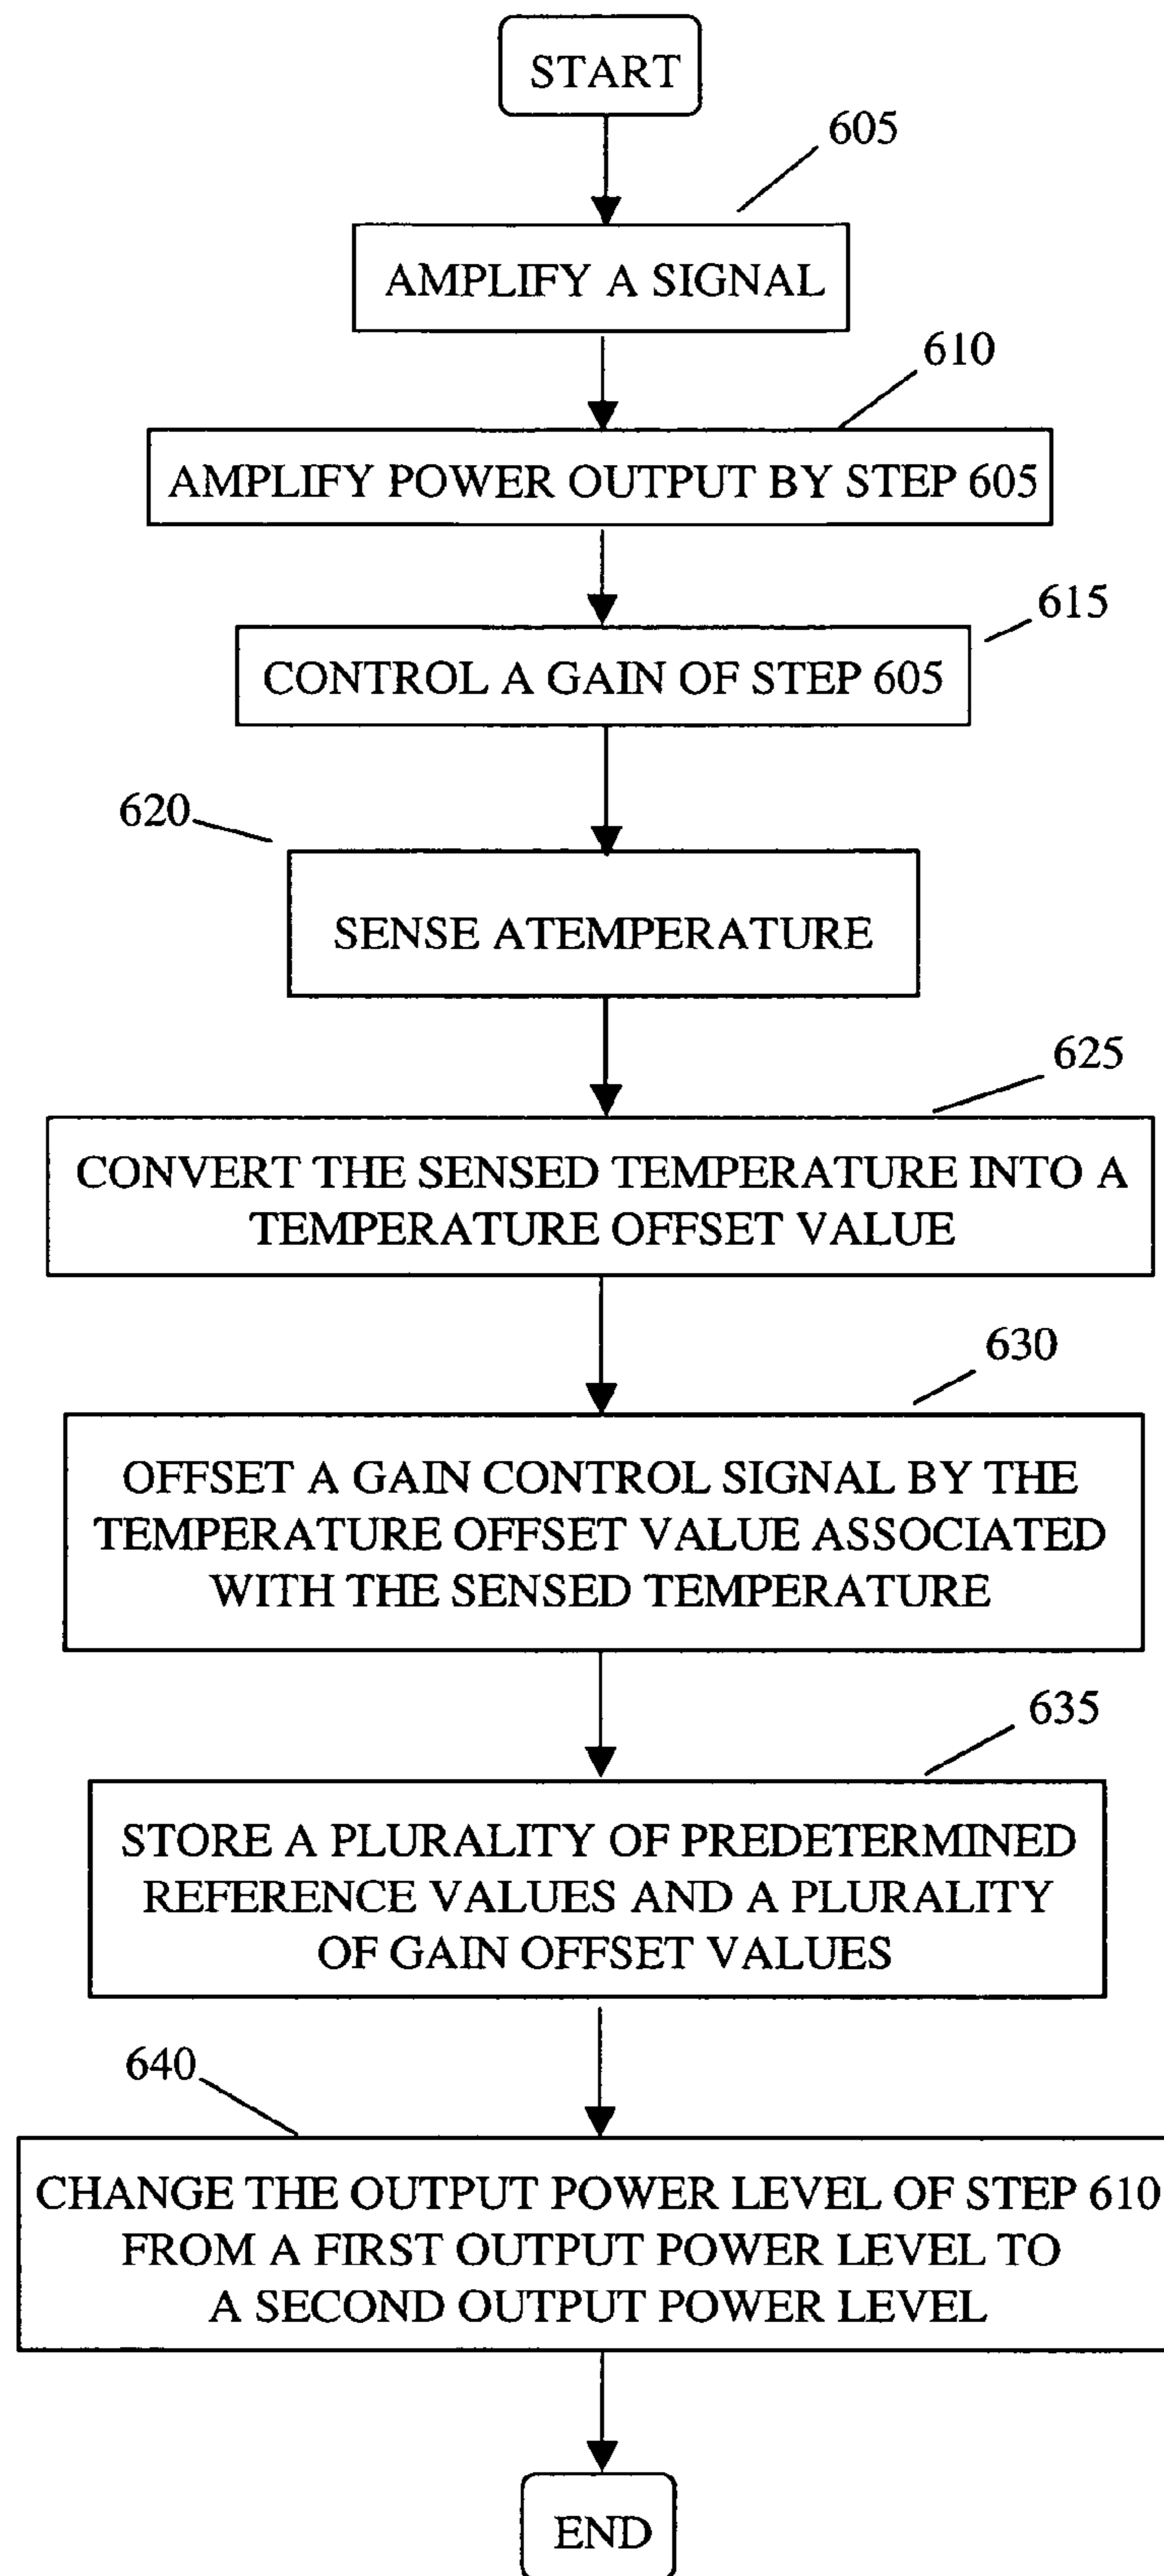 START
605
AMPLIFY A SIGNAL
610
AMPLIFY POWER OUTPUT BY STEP 605
615
CONTROL A GAIN OF STEP 605
620
SENSE ATEMPERATURE
625
CONVERT THE SENSED TEMPERATURE INTO A
TEMPERATURE OFFSET VALUE
630
OFFSET A GAIN CONTROL SIGNAL BY THE
TEMPERATURE OFFSET VALUE ASSOCIATED
WITH THE SENSED TEMPERATURE
635
STORE A PLURALITY OF PREDETERMINED
REFERENCE VALUES AND A PLURALITY
OF GAIN OFFSET VALUES
640
CHANGE THE OUTPUT POWER LEVEL OF STEP 610
FROM A FIRST OUTPUT POWER LEVEL TO
A SECOND OUTPUT POWER LEVEL
END